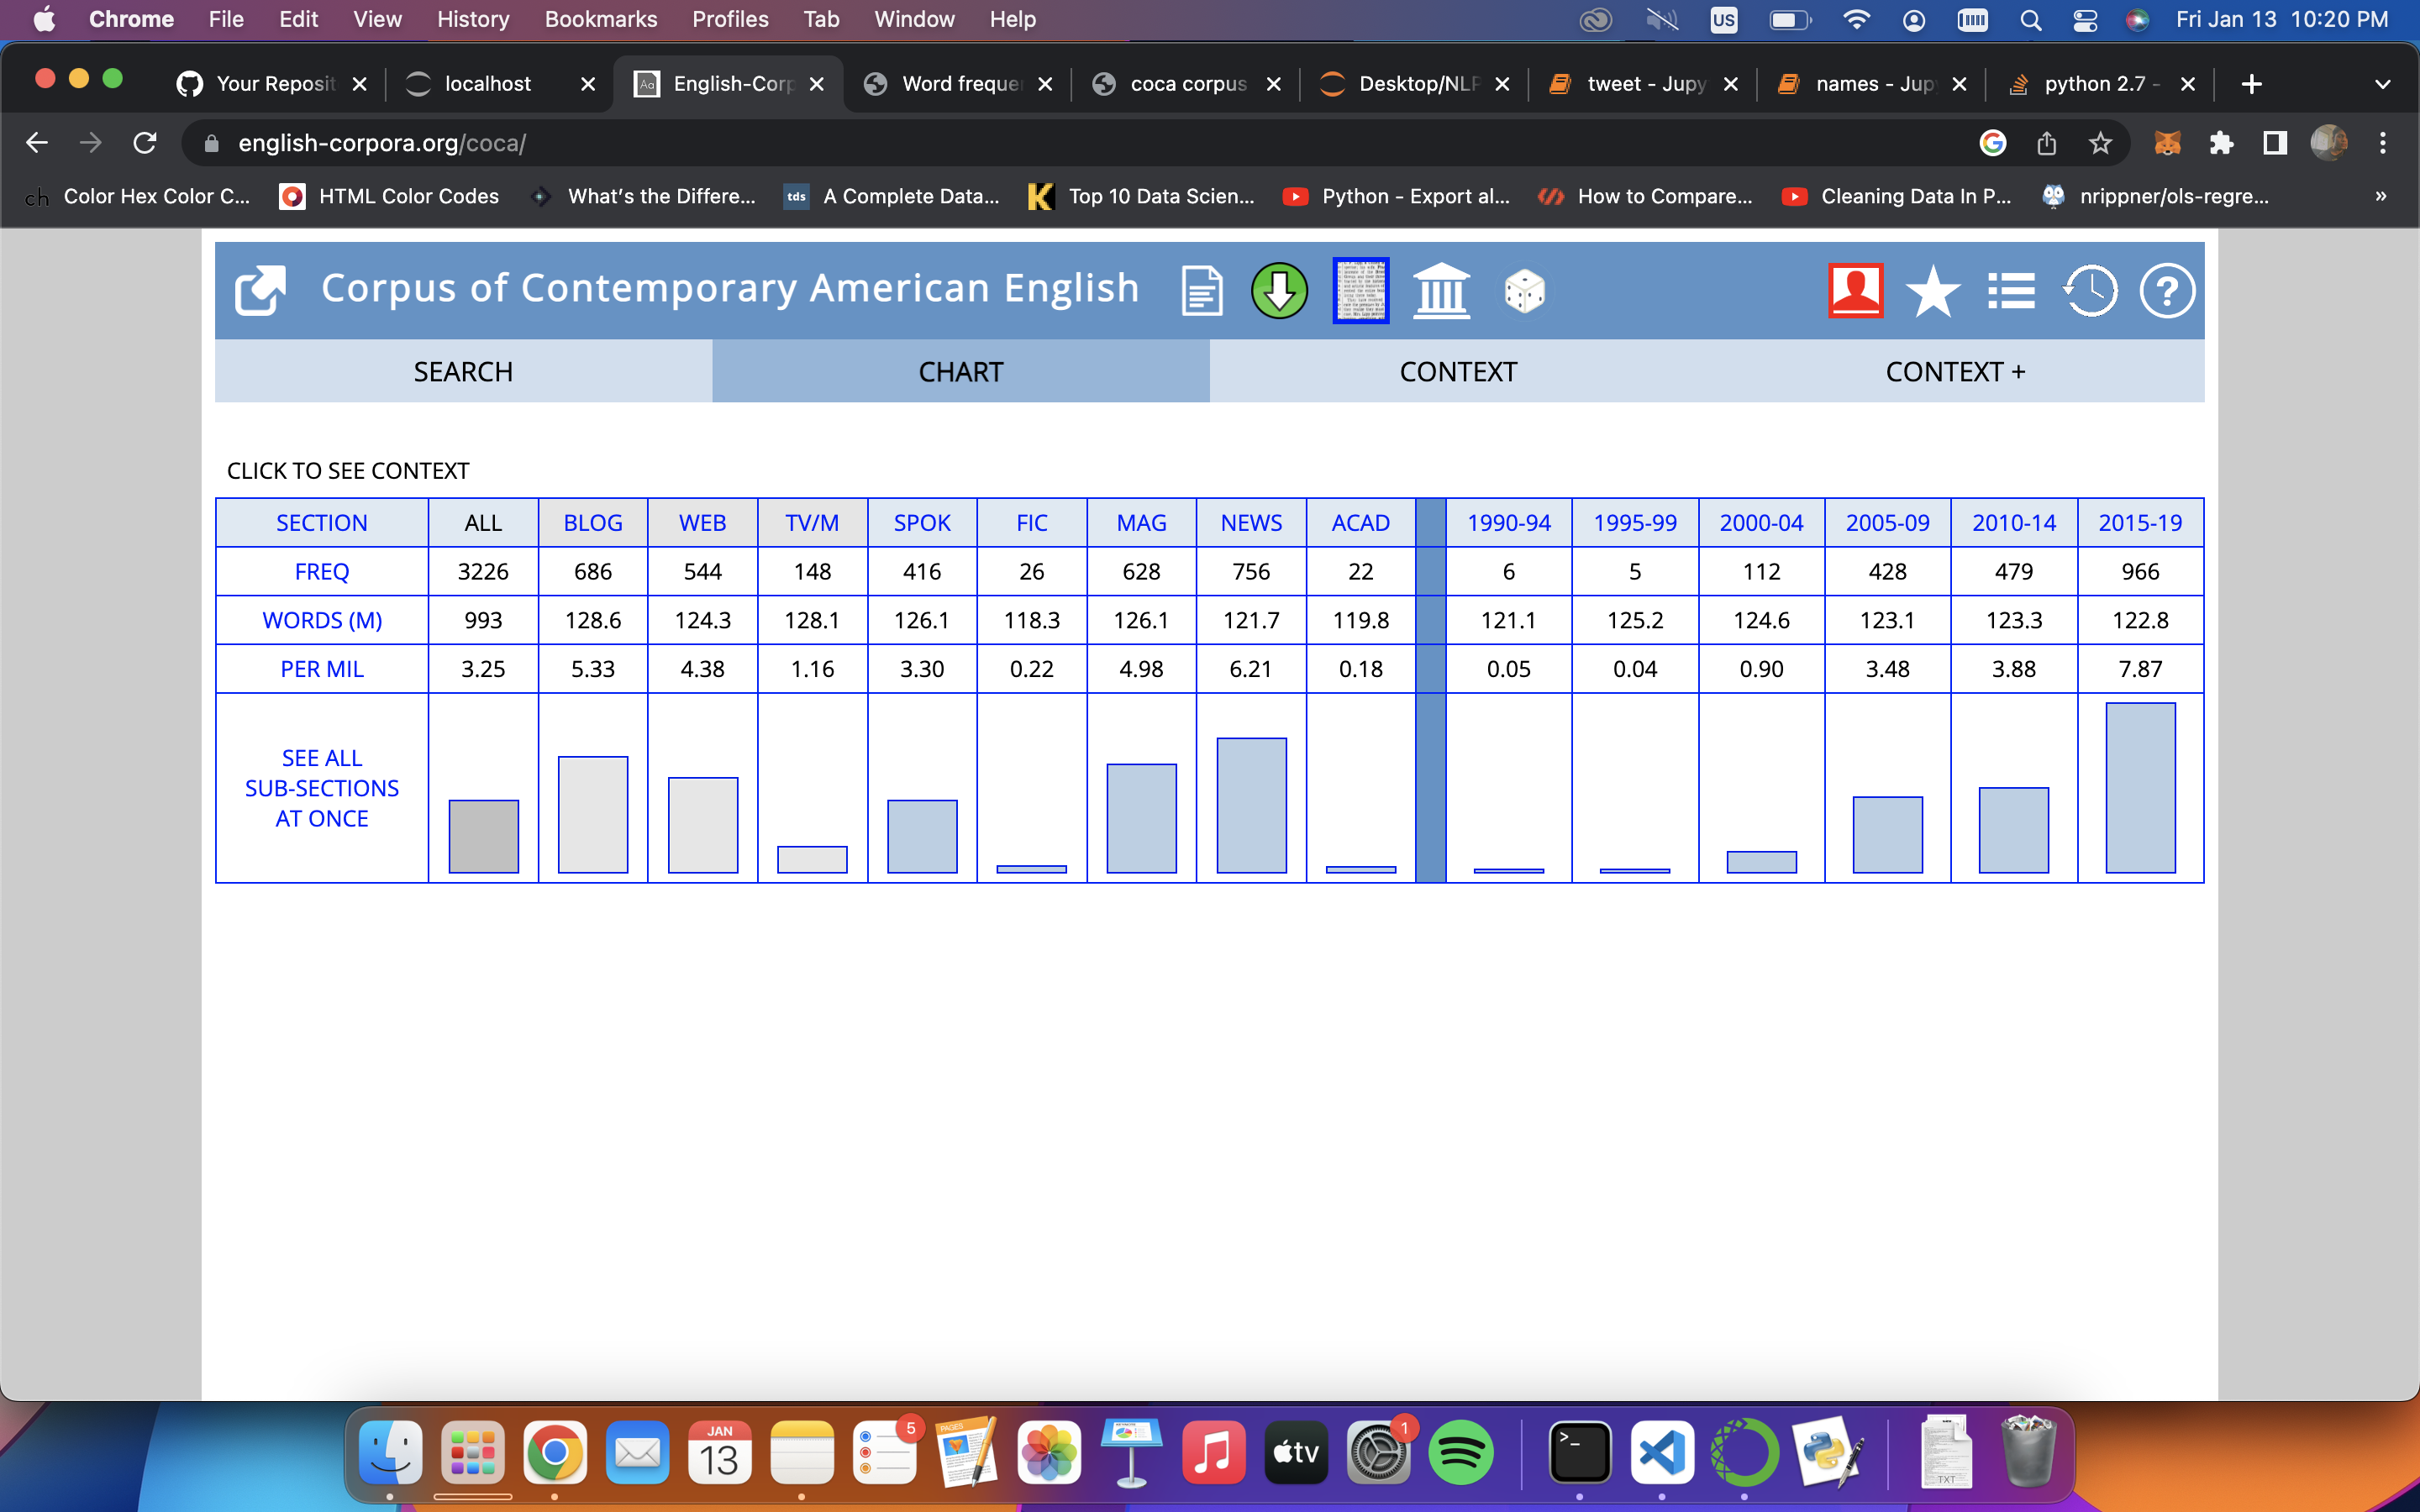 Chrome File Edit View History Bookmarks Profiles Tab Window Help US Fri Jan 13 10:20 PM
Your Reposit localhost English-Corp Word freque coca corpus Desktop/NLP tweet - Jupy names - Jup python 2.7 -
english-corpora.org/coca/
ch Color Hex Color C... HTML Color Codes What's the Differe... tds A Complete Data... K Top 10 Data Scien... Python - Export al... How to Compare... Cleaning Data In P... nrippner/ols-regre... »
Corpus of Contemporary American English ?
SEARCH CHART CONTEXT CONTEXT +
CLICK TO SEE CONTEXT
SECTION ALL BLOG WEB TV/M SPOK FIC MAG NEWS ACAD 1990-94 1995-99 2000-04 2005-09 2010-14 2015-19
FREQ 3226 686 544 148 416 26 628 756 22 6 5 112 428 479 966
WORDS (M) 993 128.6 124.3 128.1 126.1 118.3 126.1 121.7 119.8 121.1 125.2 124.6 123.1 123.3 122.8
PER MIL 3.25 5.33 4.38 1.16 3.30 0.22 4.98 6.21 0.18 0.05 0.04 0.90 3.48 3.88 7.87
SEE ALL
SUB-SECTIONS
AT ONCE
JAN 5 PAGES 1
13 tv >_ TXT